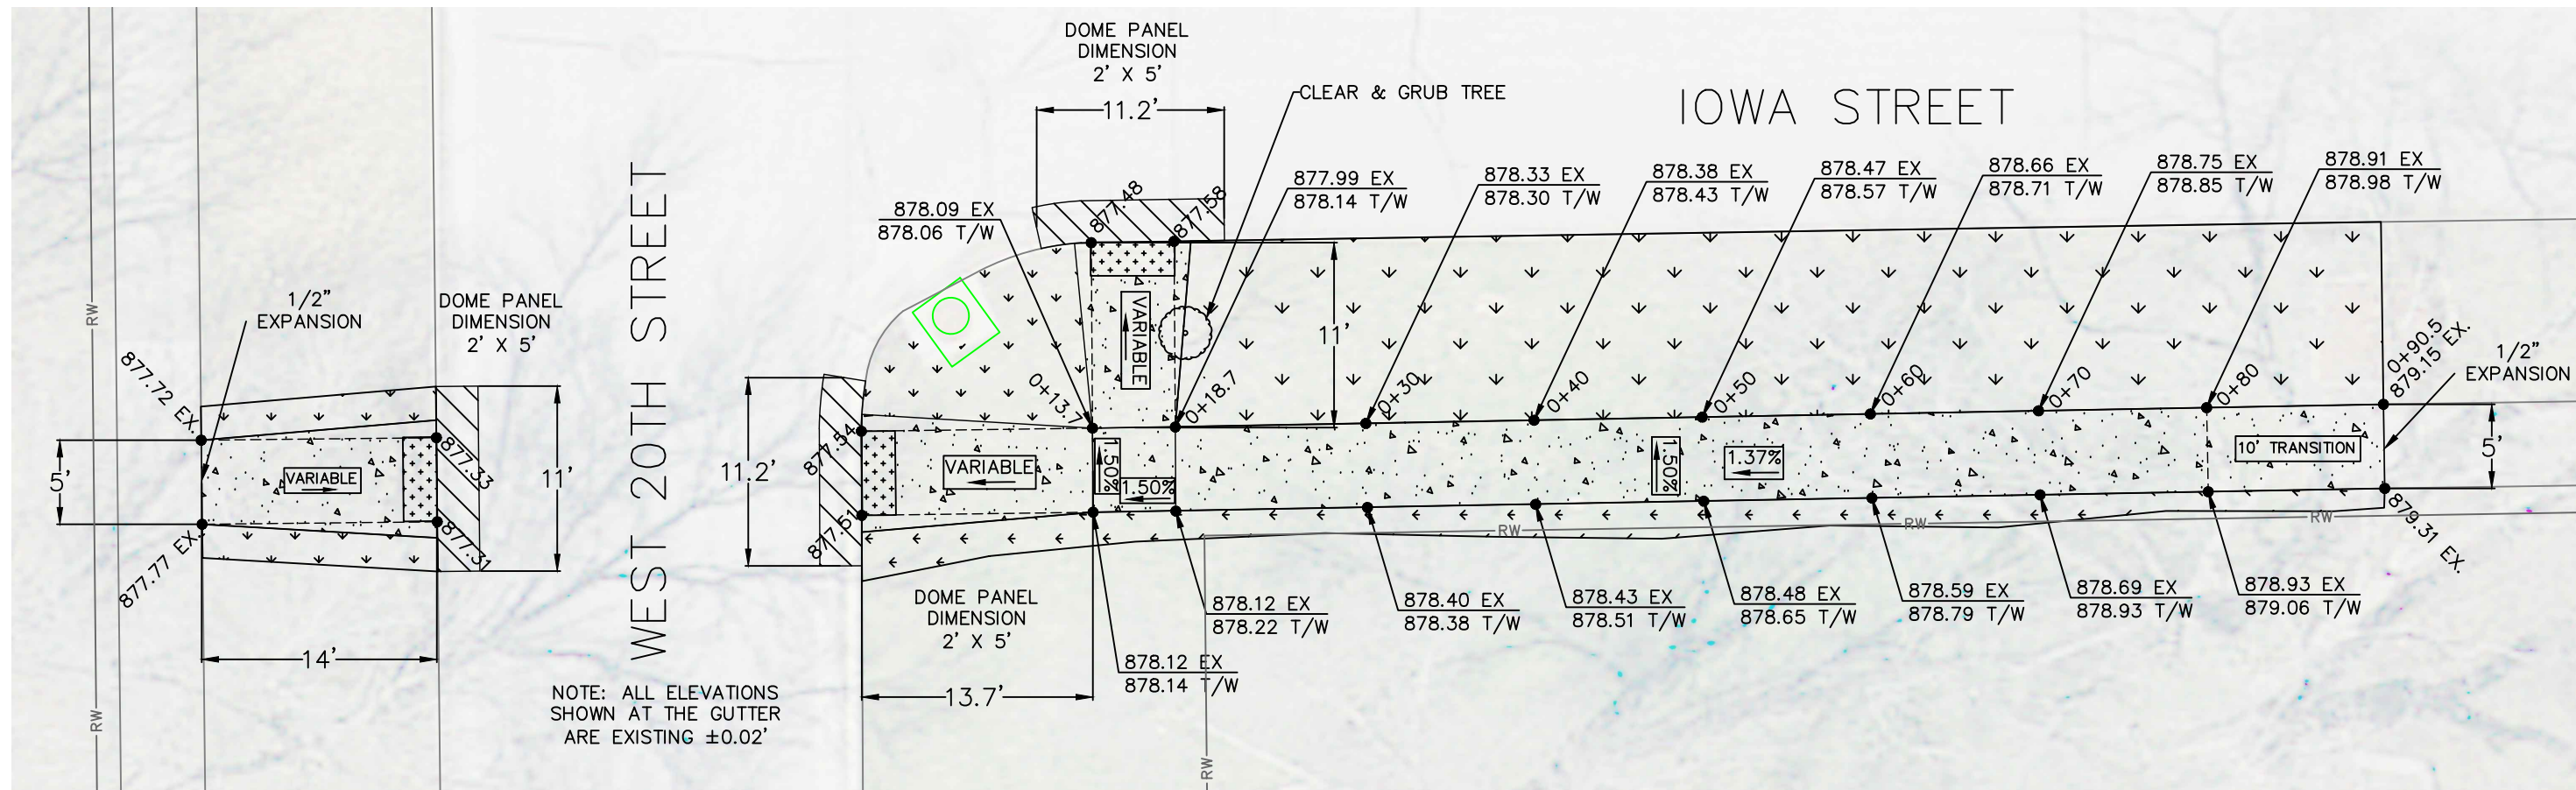 DOME PANEL
DIMENSION
2' X 5'
11.2'
CLEAR & GRUB TREE
IOWA STREET
878.09 EX
878.06 T/W
877.48
877.58
877.99 EX
878.14 T/W
878.33 EX
878.30 T/W
878.38 EX
878.43 T/W
878.47 EX
878.57 T/W
878.66 EX
878.71 T/W
878.75 EX
878.85 T/W
878.91 EX
878.98 T/W
RW
1/2"
EXPANSION
DOME PANEL
DIMENSION
2' X 5'
WEST 20TH STREET
VARIABLE
11'
877.72 EX.
5'
VARIABLE
877.33
877.31
877.77 EX.
11'
14'
11.2'
877.54
877.51
VARIABLE
0+13.7
0+18.7
0+30
0+40
0+50
0+60
0+70
0+80
0+90.5
879.15 EX.
1/2"
EXPANSION
1.50%
1.50%
1.50%
1.37%
10' TRANSITION
5'
879.31 EX.
RW
RW
RW
DOME PANEL
DIMENSION
2' X 5'
13.7'
878.12 EX
878.14 T/W
878.12 EX
878.22 T/W
878.40 EX
878.38 T/W
878.43 EX
878.51 T/W
878.48 EX
878.65 T/W
878.59 EX
878.79 T/W
878.69 EX
878.93 T/W
878.93 EX
879.06 T/W
NOTE: ALL ELEVATIONS
SHOWN AT THE GUTTER
ARE EXISTING ±0.02'
RW
RW